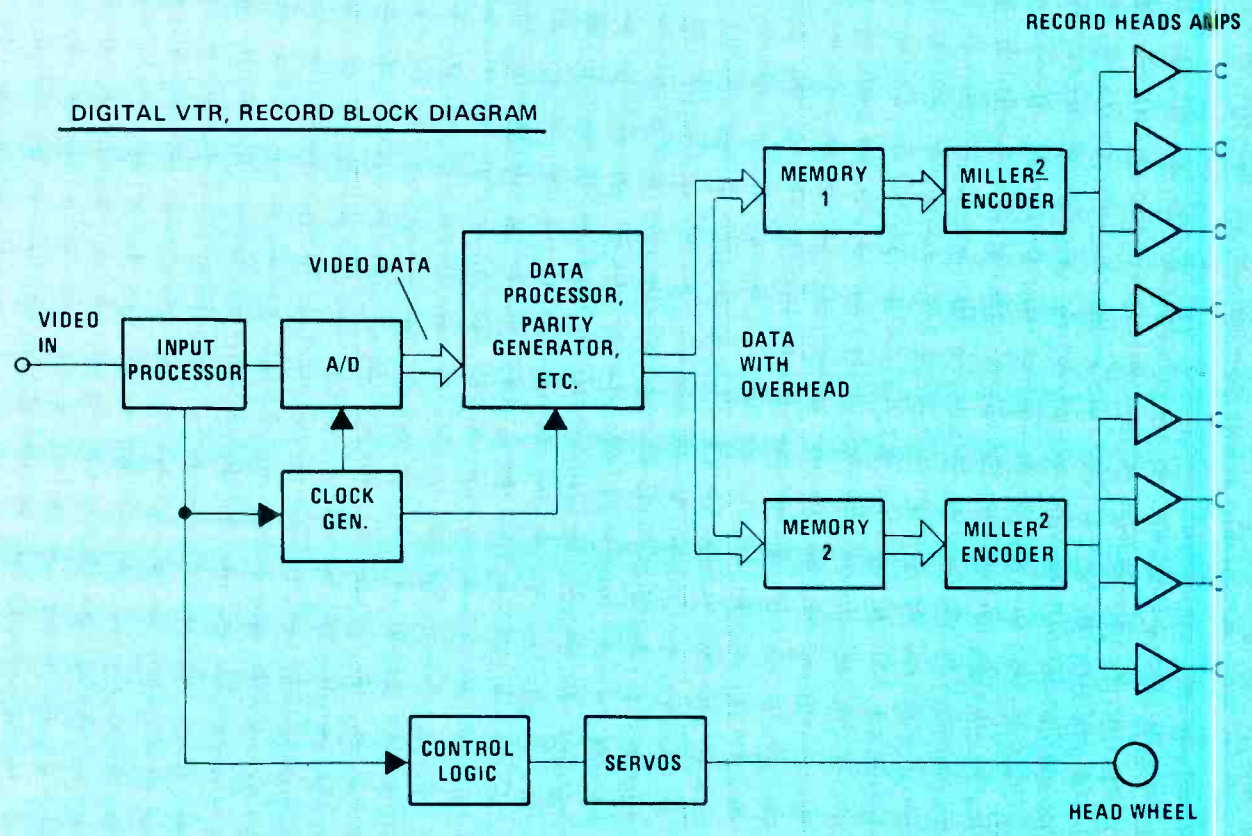 RECORD HEADS AMPS
DIGITAL VTR, RECORD BLOCK DIAGRAM
MEMORY
1
MILLER2
ENCODER
VIDEO DATA
DATA
PROCESSOR,
PARITY
GENERATOR,
ETC.
VIDEO
IN
INPUT
PROCESSOR
A/D
DATA
WITH
OVERHEAD
CLOCK
GEN.
MEMORY
2
MILLER2
ENCODER
CONTROL
LOGIC
SERVOS
HEAD WHEEL